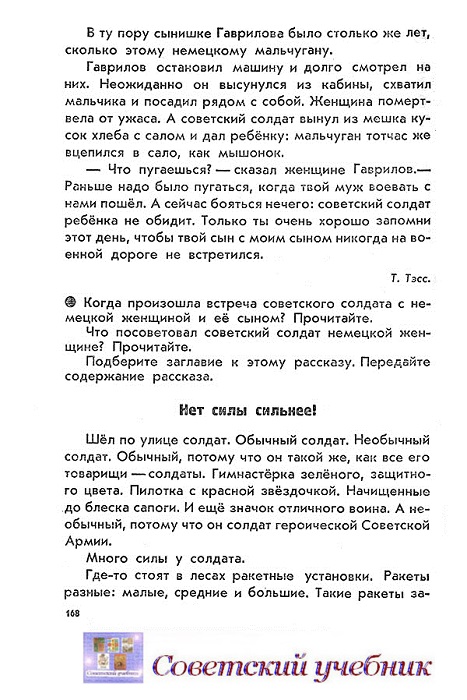 В ту пору сынишке Гаврилова было столько же лет,
сколько этому немецкому мальчугану.
Гаврилов остановил машину и долго смотрел на
них. Неожиданно он высунулся из кабины, схватил
мальчика и посадил рядом с собой. Женщина помертвела от ужаса. А советский солдат вынул из мешка кусок хлеба с салом и дал ребёнку: мальчуган тотчас же
вцепился в сало, как мышонок.
— Что пугаешься? — сказал женщине Гаврилов.—
Раньше надо было пугаться, когда твой муж воевать с
нами пошёл. А сейчас бояться нечего: советский солдат
ребёнка не обидит. Только ты очень хорошо запомни
этот день, чтобы твой сын с моим сыном никогда на во-
енной дороге не встретился.
Т. Тэсс.
Когда произошла встреча советского солдата с не-
мецкой женщиной и её сыном? Прочитайте.
Что посоветовал советский солдат немецкой жен-
щине? Прочитайте.
Подберите заглавие к этому рассказу. Передайте
содержание рассказа.
Нет силы сильнее!
Шёл по улице солдат. Обычный солдат. Необычный
солдат. Обычный, потому что он такой же, как все его
товарищи — солдаты. Гимнастёрка зелёного, защитно-
го цвета. Пилотка с красной звёздочкой. Начищенные
до блеска сапоги. И ещё значок отличного воина. А не-
обычный, потому что он солдат героической Советской
Армии.
Много силы у солдата.
Где-то стоят в лесах ракетные установки. Ракеты
разные: малые, средние и большие. Такие ракеты за-
168
Советский учебник
Советский учебник